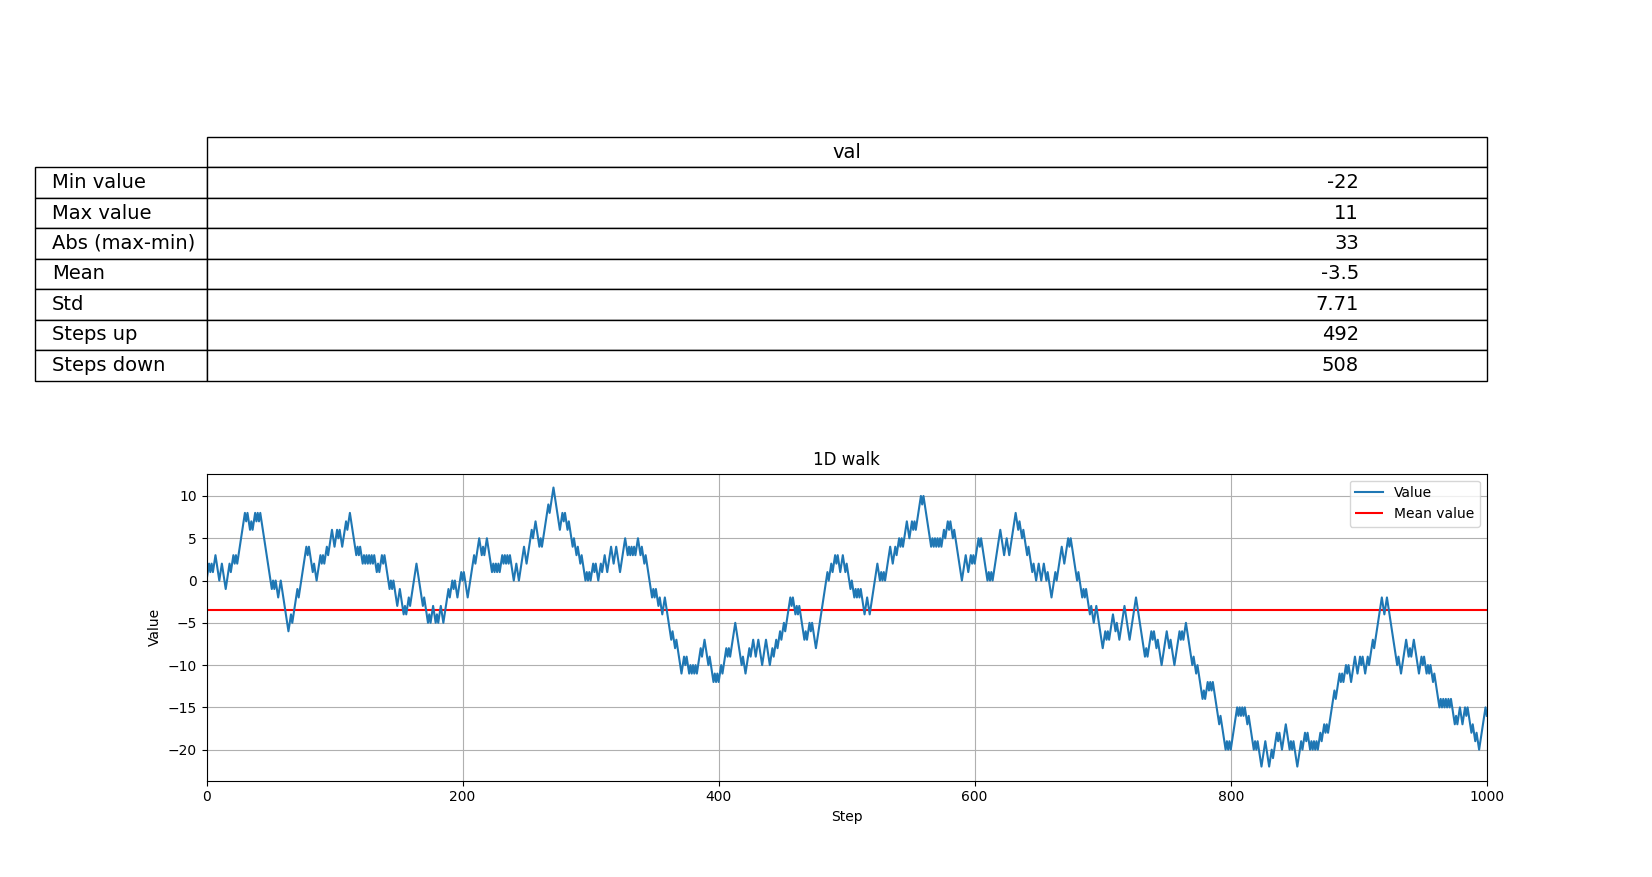 val
Min value -22
Max value 11
Abs (max-min) 33
Mean -3.5
Std 7.71
Steps up 492
Steps down 508
1D walk
10
5
0
−5
−10
−15
−20
Value
Value
Mean value
0 200 400 600 800 1000
Step